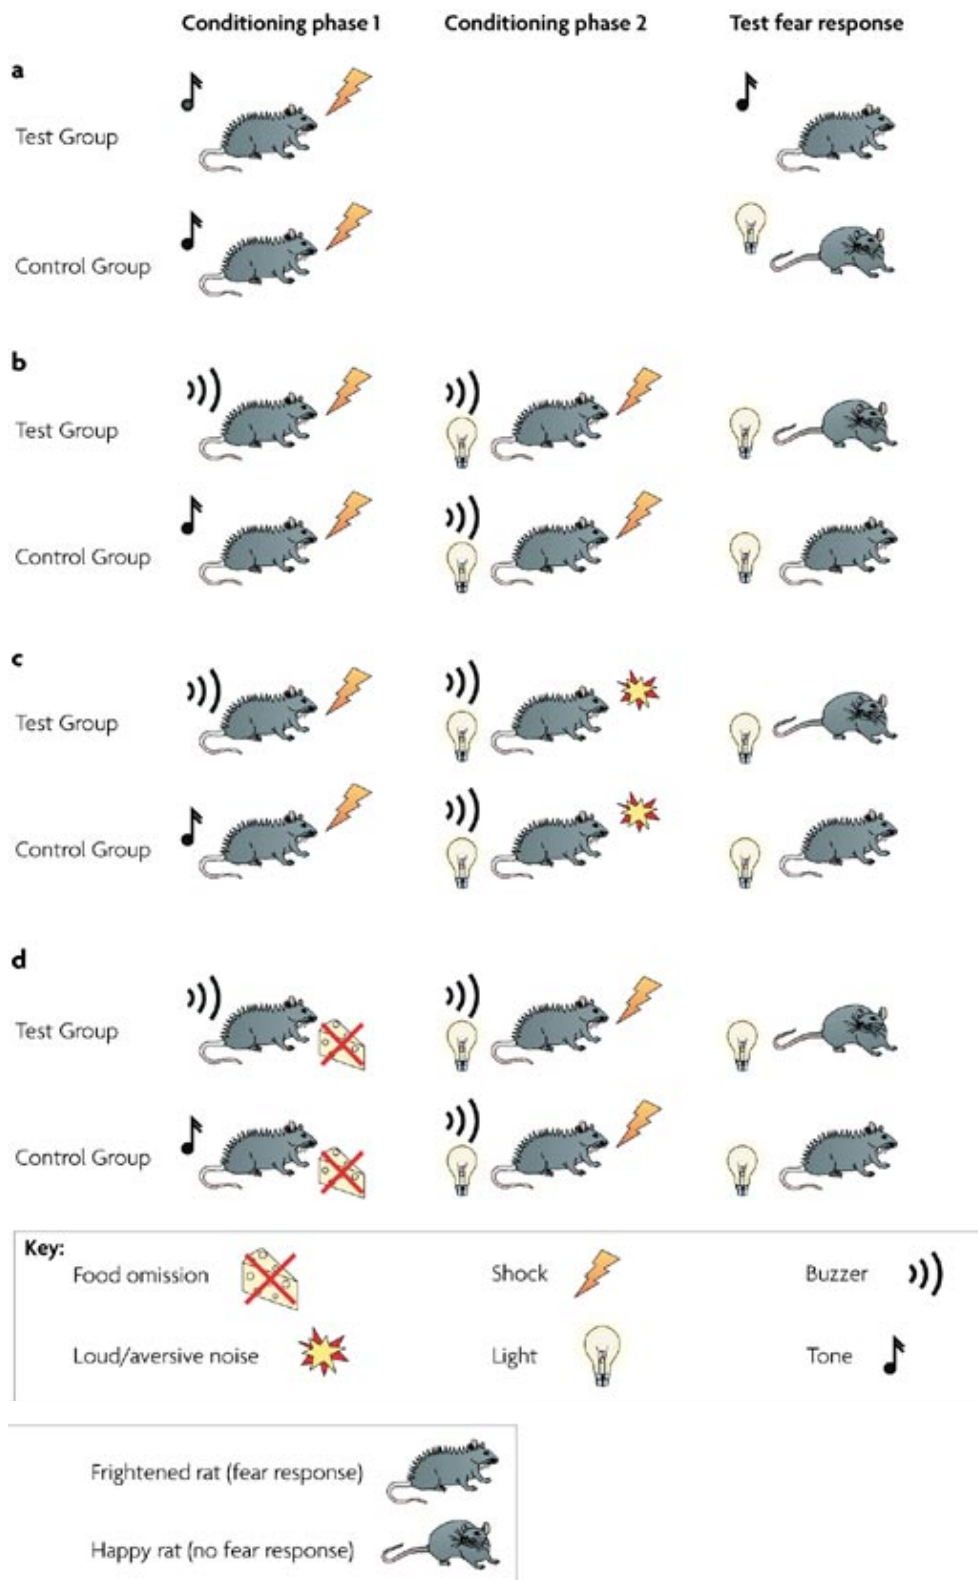 Conditioning phase 1 Conditioning phase 2 Test fear response
a
Test Group
Control Group
b
Test Group
Control Group
c
Test Group
Control Group
d
Test Group
Control Group
Key:
Food omission Shock Buzzer
Loud/aversive noise Light Tone
Frightened rat (fear response)
Happy rat (no fear response)